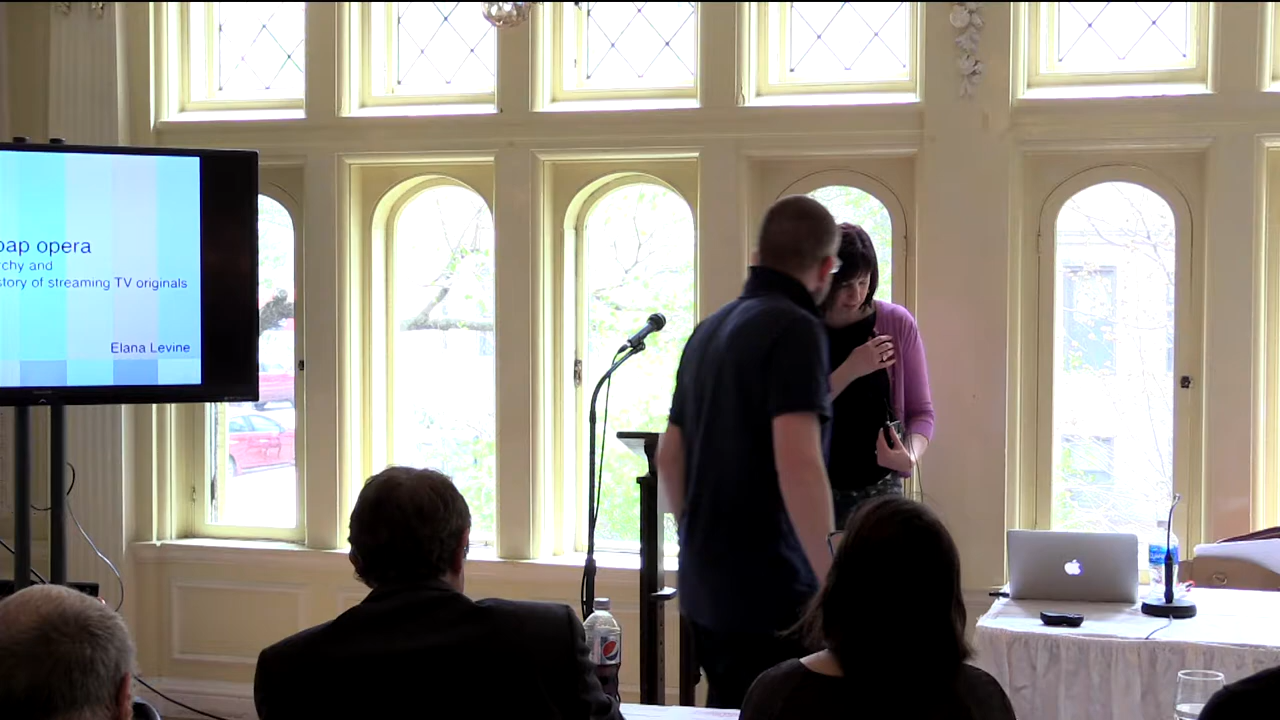 oap opera
rchy and
story of streaming TV originals
Elana Levine